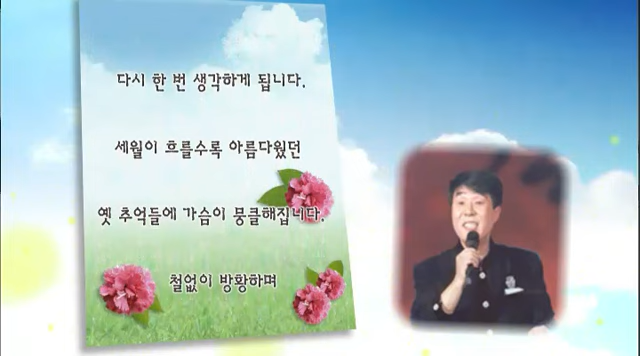 다시 한 번 생각하게 됩니다.
세월이 흐를수록 아름다웠던
옛 추억들에 가슴이 뭉클해집니다.
철없이 방황하며